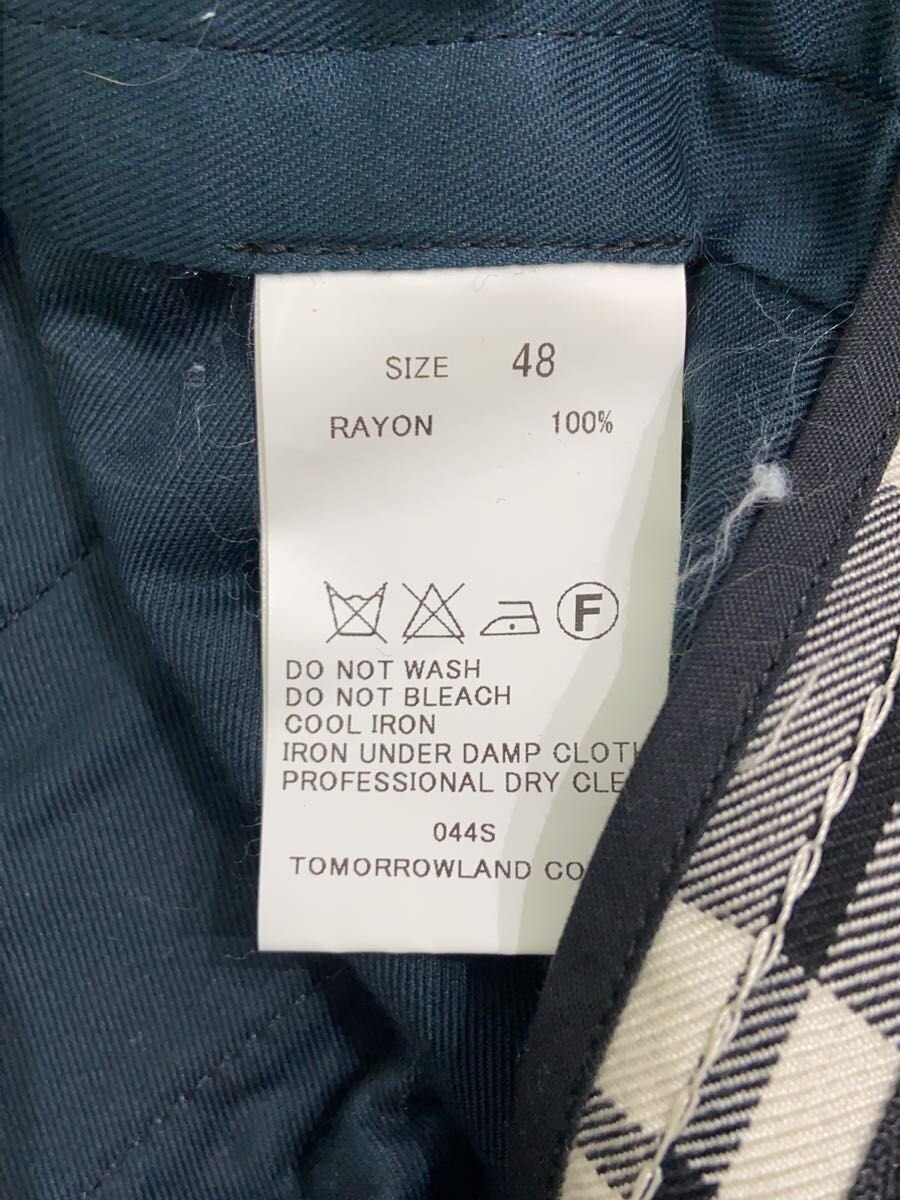 SIZE 48
RAYON 100%
F
DO NOT WASH
DO NOT BLEACH
COOL IRON
IRON UNDER DAMP CLOTH
PROFESSIONAL DRY CLE
044S
TOMORROWLAND CO